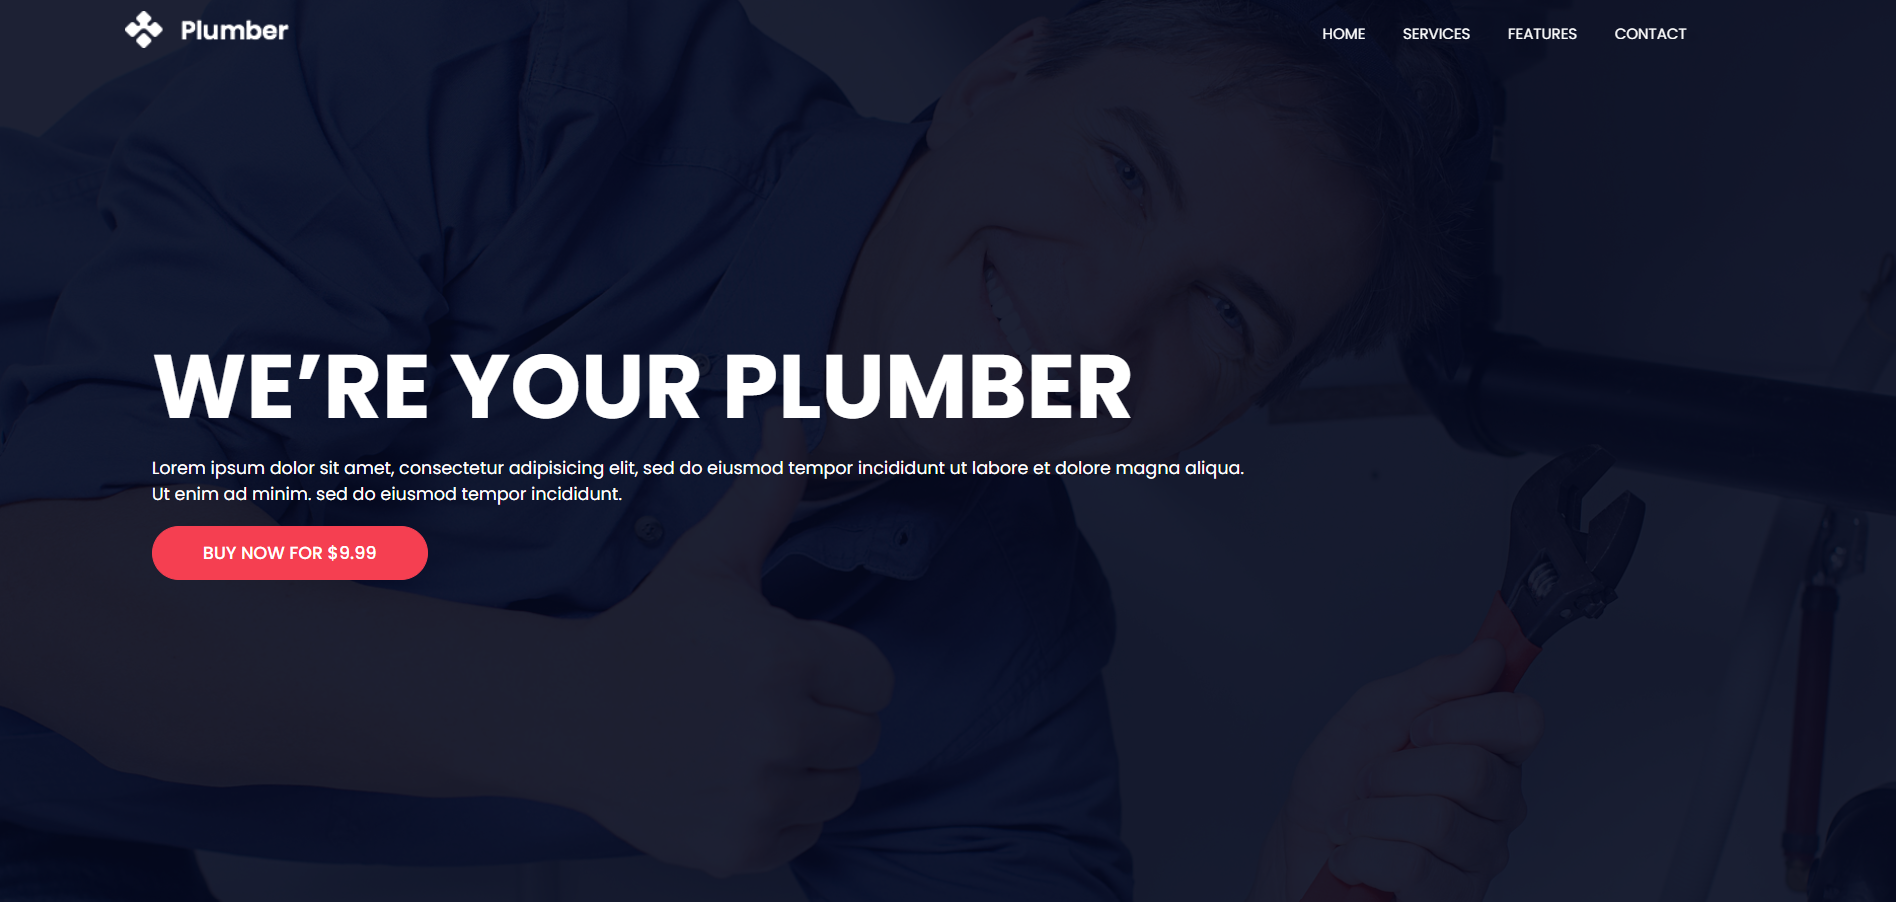 Plumber
HOME SERVICES FEATURES CONTACT
WE’RE YOUR PLUMBER
Lorem ipsum dolor sit amet, consectetur adipisicing elit, sed do eiusmod tempor incididunt ut labore et dolore magna aliqua.
Ut enim ad minim. sed do eiusmod tempor incididunt.
BUY NOW FOR $9.99